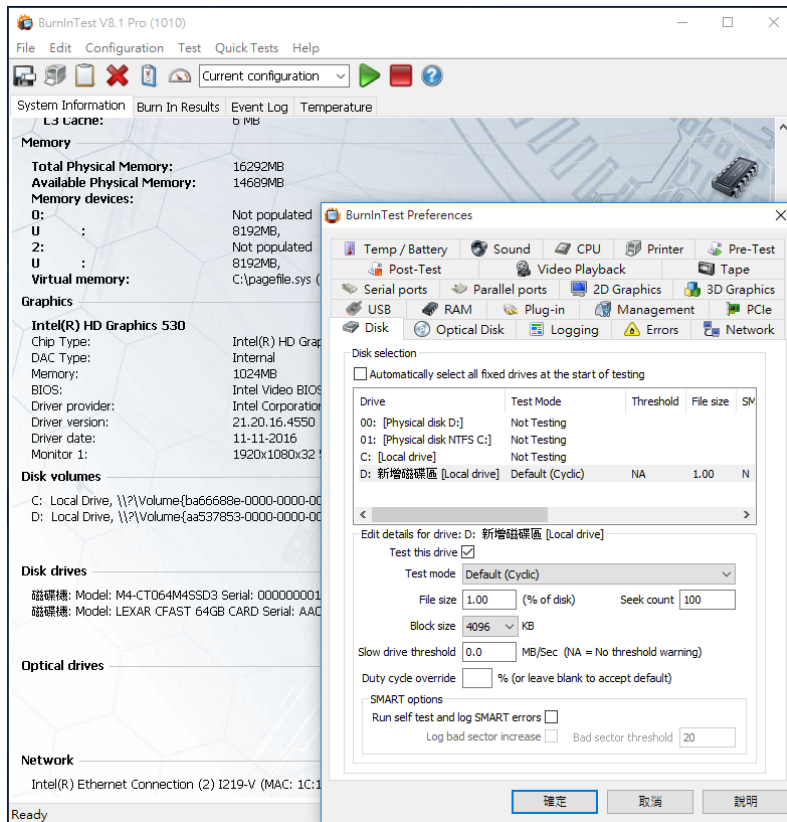 BurnInTest V8.1 Pro (1010)
File Edit Configuration Test Quick Tests Help
Current configuration
System Information Burn In Results Event Log Temperature
L3 Cache: 6 MB
Memory
Total Physical Memory: 16292MB
Available Physical Memory: 14689MB
Memory devices:
0: Not populated
U : 8192MB,
2: Not populated
U : 8192MB,
Virtual memory: C:\pagefile.sys (
Graphics
Intel(R) HD Graphics 530
Chip Type: Intel(R) HD Grap
DAC Type: Internal
Memory: 1024MB
BIOS: Intel Video BIOS
Driver provider: Intel Corporation
Driver version: 21.20.16.4550
Driver date: 11-11-2016
Monitor 1: 1920x1080x32
Disk volumes
C: Local Drive, \\?\Volume{ba66688e-0000-0000-00
D: Local Drive, \\?\Volume{aa537853-0000-0000-00
Disk drives
磁碟機: Model: M4-CT064M4SSD3 Serial: 000000001
磁碟機: Model: LEXAR CFAST 64GB CARD Serial: AAC
Optical drives
Network
Intel(R) Ethernet Connection (2) I219-V (MAC: 1C:1
Ready
BurnInTest Preferences
Temp / Battery Sound CPU Printer Pre-Test
Post-Test Video Playback Tape
Serial ports Parallel ports 2D Graphics 3D Graphics
USB RAM Plug-in Management PCIe
Disk Optical Disk Logging Errors Network
Disk selection
Automatically select all fixed drives at the start of testing
Drive Test Mode Threshold File size SM
00: [Physical disk D:] Not Testing
01: [Physical disk NTFS C:] Not Testing
C: [Local drive] Not Testing
D: 新增磁碟區 [Local drive] Default (Cyclic) NA 1.00 N
Edit details for drive: D: 新增磁碟區 [Local drive]
Test this drive
Test mode Default (Cyclic)
File size 1.00 (% of disk) Seek count 100
Block size 4096 KB
Slow drive threshold 0.0 MB/Sec (NA = No threshold warning)
Duty cycle override % (or leave blank to accept default)
SMART options
Run self test and log SMART errors
Log bad sector increase Bad sector threshold 20
確定 取消 說明